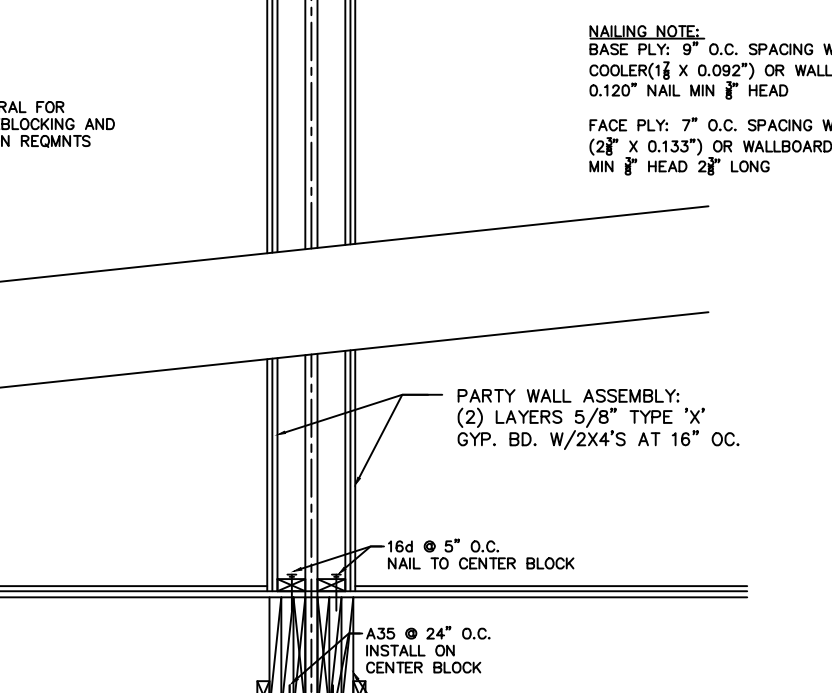 RAL FOR
BLOCKING AND
N REQMNTS
NAILING NOTE:
BASE PLY: 9" O.C. SPACING W
COOLER(1⅞ X 0.092") OR WALL
0.120" NAIL MIN ⅜" HEAD
FACE PLY: 7" O.C. SPACING W
(2⅜" X 0.133") OR WALLBOARD
MIN ⅜" HEAD 2⅜" LONG
PARTY WALL ASSEMBLY:
(2) LAYERS 5/8" TYPE 'X'
GYP. BD. W/2X4'S AT 16" OC.
16d @ 5" O.C.
NAIL TO CENTER BLOCK
A35 @ 24" O.C.
INSTALL ON
CENTER BLOCK